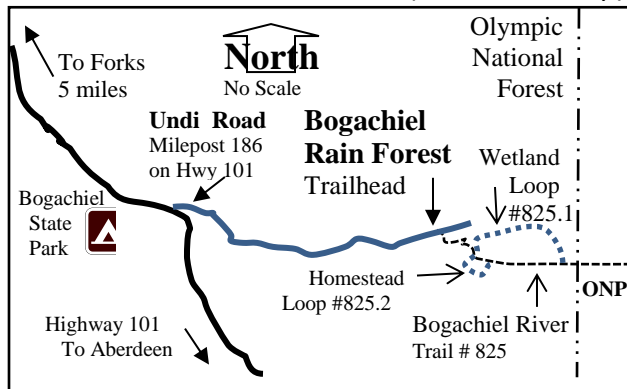 To Forks
5 miles
North
No Scale
Olympic
National
Forest
Undi Road
Milepost 186
on Hwy 101
Bogachiel
Rain Forest
Trailhead
Wetland
Loop
#825.1
Bogachiel
State
Park
Homestead
Loop #825.2
ONP
Highway 101
To Aberdeen
Bogachiel River
Trail # 825